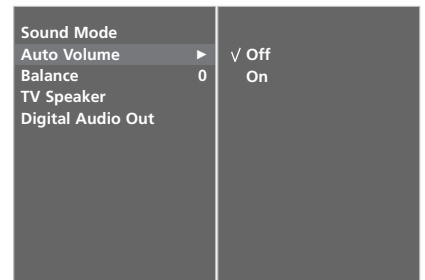 Sound Mode
Auto Volume ►
√ Off
Balance 0
On
TV Speaker
Digital Audio Out